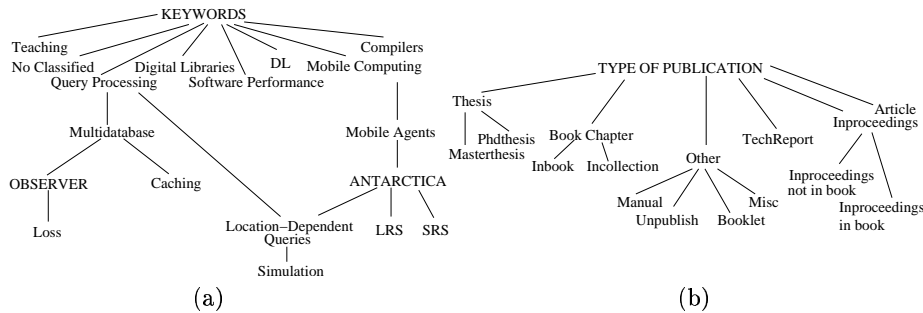 KEYWORDS
Teaching
Compilers
No Classified
Digital Libraries
DL
Mobile Computing
Query Processing
Software Performance
Multidatabase
Mobile Agents
OBSERVER
Caching
ANTARCTICA
Loss
Location-Dependent
Queries
LRS
SRS
Simulation
(a)
TYPE OF PUBLICATION
Thesis
Article
Inproceedings
Phdthesis
Masterthesis
Book Chapter
TechReport
Inbook
Incollection
Other
Inproceedings
not in book
Manual
Misc
Unpublish
Booklet
Inproceedings
in book
(b)